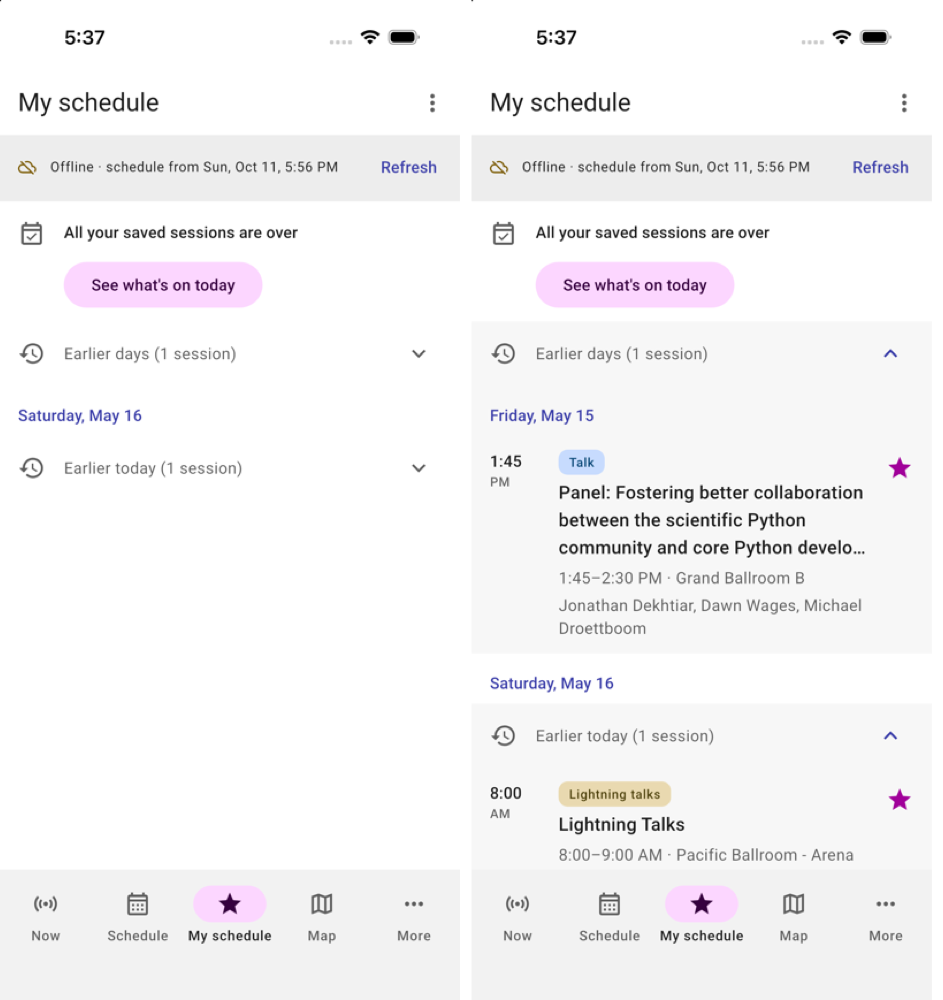 5:37
My schedule
Offline · schedule from Sun, Oct 11, 5:56 PM
Refresh
All your saved sessions are over
See what's on today
Earlier days (1 session)
Saturday, May 16
Earlier today (1 session)
Now
Schedule
My schedule
Map
More
5:37
My schedule
Offline · schedule from Sun, Oct 11, 5:56 PM
Refresh
All your saved sessions are over
See what's on today
Earlier days (1 session)
Friday, May 15
1:45
PM
Talk
Panel: Fostering better collaboration
between the scientific Python
community and core Python develo…
1:45–2:30 PM · Grand Ballroom B
Jonathan Dekhtiar, Dawn Wages, Michael
Droettboom
Saturday, May 16
Earlier today (1 session)
8:00
AM
Lightning talks
Lightning Talks
8:00–9:00 AM · Pacific Ballroom - Arena
Now
Schedule
My schedule
Map
More